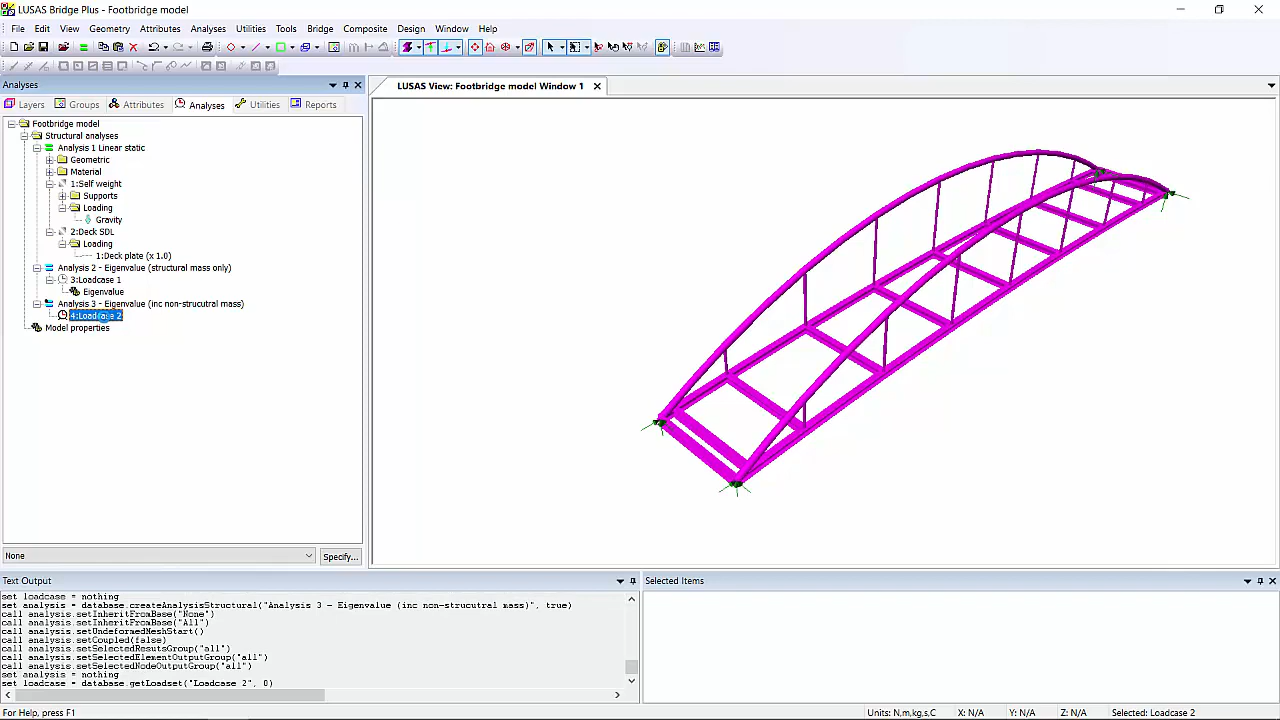 LUSAS Bridge Plus - Footbridge model
File Edit View Geometry Attributes Analyses Utilities Tools Bridge Composite Design Window Help
Analyses
LUSAS View: Footbridge model Window 1
Layers Groups Attributes Analyses Utilities Reports
Footbridge model
Structural analyses
Analysis 1 Linear static
Geometric
Material
1:Self weight
Supports
Loading
Gravity
2:Deck SDL
Loading
1:Deck plate (x 1.0)
Analysis 2 - Eigenvalue (structural mass only)
3:Loadcase 1
Eigenvalue
Analysis 3 - Eigenvalue (inc non-strucutral mass)
4:Loadcase 2
Model properties
None
Specify...
Text Output
set loadcase = nothing
set analysis = database.createAnalysisStructural("Analysis 3 - Eigenvalue (inc non-strucutral mass)", true)
call analysis.setInheritFromBase("None")
call analysis.setInheritFromBase("All")
call analysis.setUndeformedMeshStart()
call analysis.setCoupled(false)
call analysis.setSelectedResutsGroup("all")
call analysis.setSelectedElementOutputGroup("all")
call analysis.setSelectedNodeOutputGroup("all")
set analysis = nothing
set loadcase = database.getLoadset("Loadcase 2", 0)
Selected Items
For Help, press F1
Units: N,m,kg,s,C X: N/A Y: N/A Z: N/A Selected: Loadcase 2